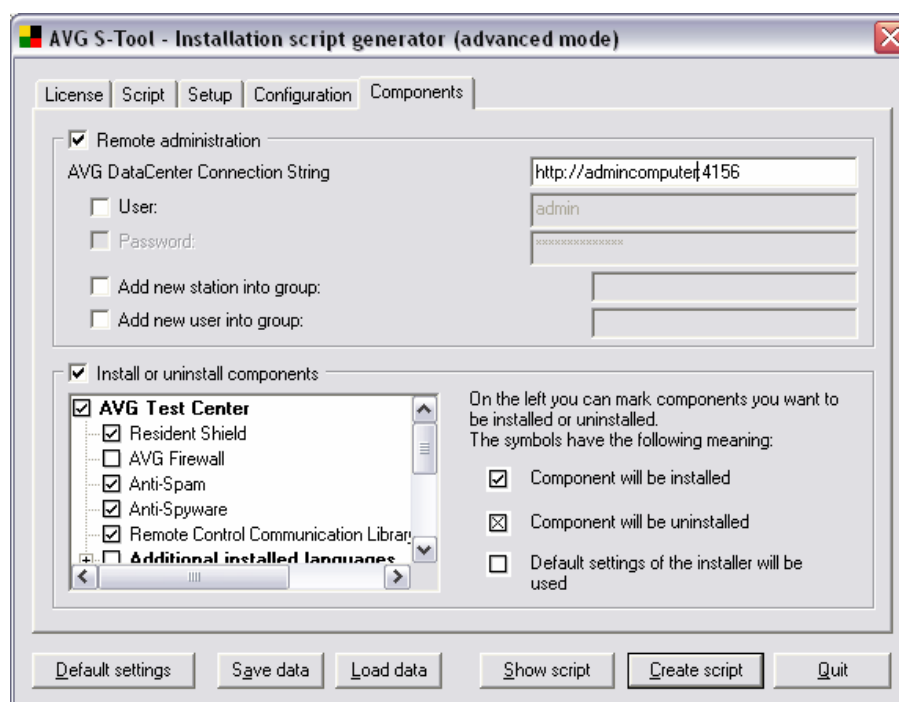 AVG S-Tool - Installation script generator (advanced mode)
License Script Setup Configuration Components
Remote administration
AVG DataCenter Connection String http://admincomputer:4156
User: admin
Password: xxxxxxxxxxxxxx
Add new station into group:
Add new user into group:
Install or uninstall components
AVG Test Center
Resident Shield
AVG Firewall
Anti-Spam
Anti-Spyware
Remote Control Communication Library
Additional installed languages
On the left you can mark components you want to
be installed or uninstalled.
The symbols have the following meaning:
Component will be installed
Component will be uninstalled
Default settings of the installer will be
used
Default settings Save data Load data Show script Create script Quit